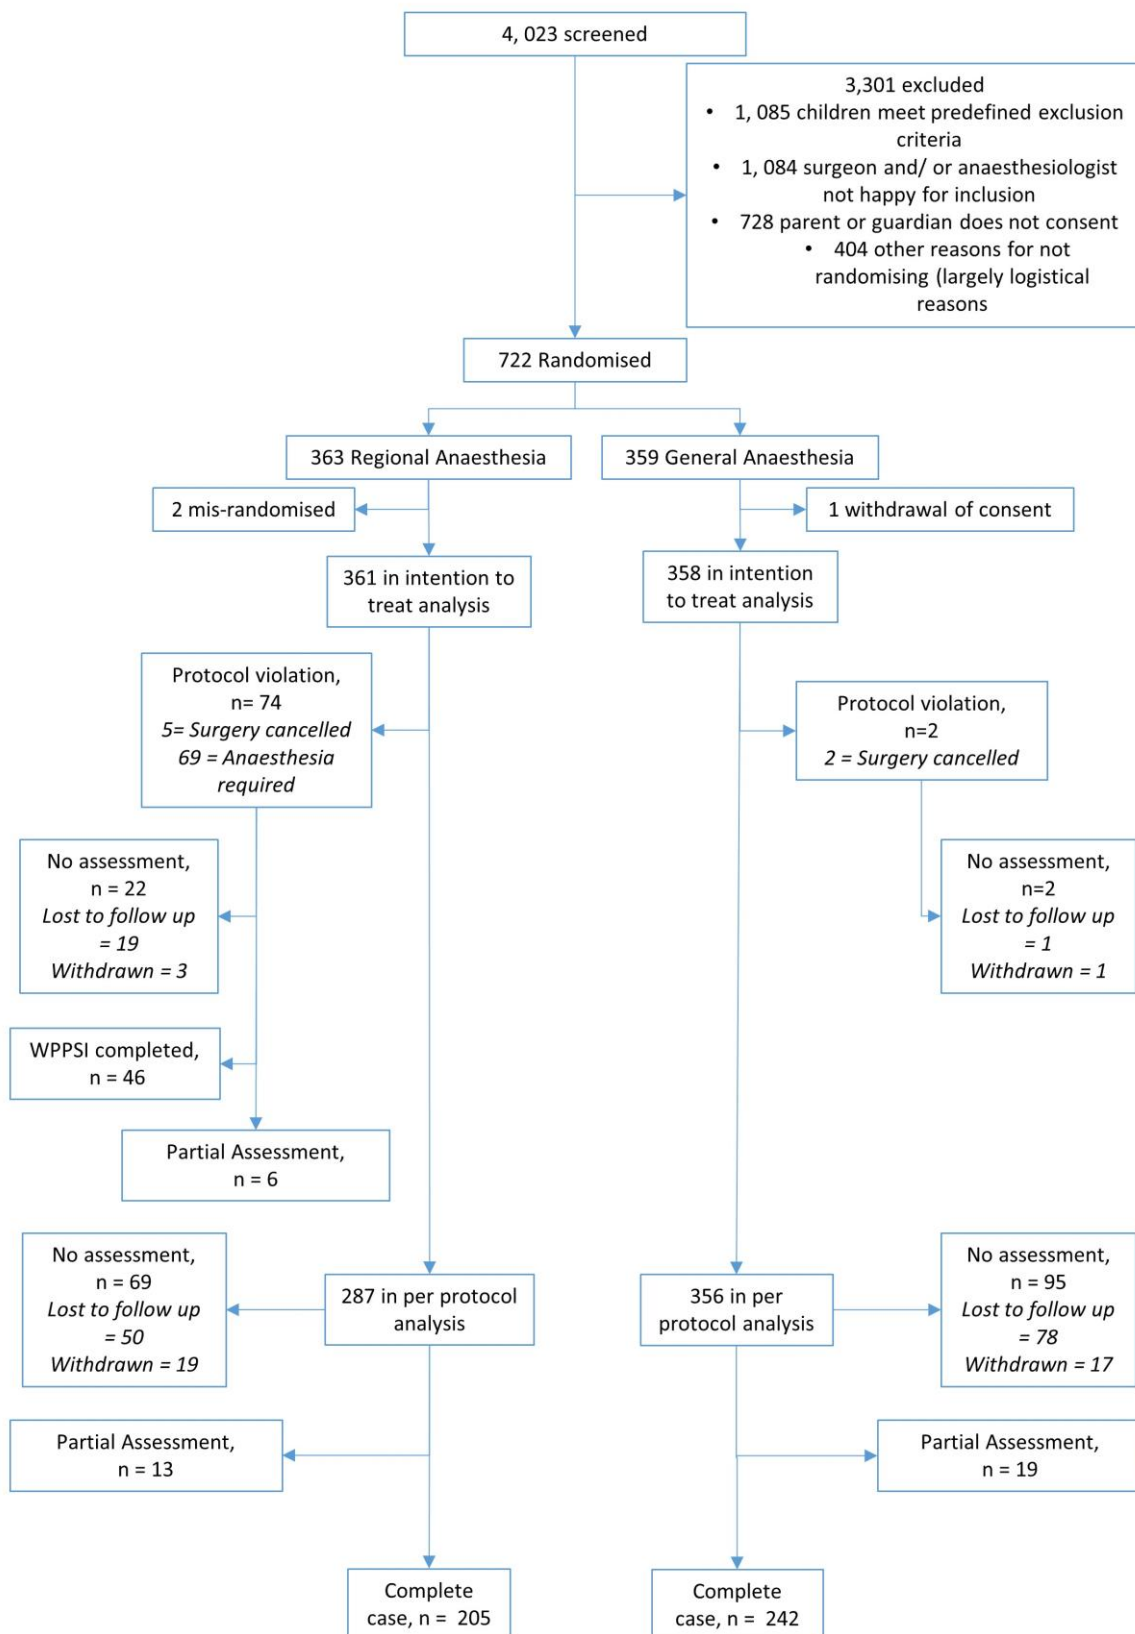 4, 023 screened
3,301 excluded
• 1, 085 children meet predefined exclusion
criteria
• 1, 084 surgeon and/ or anaesthesiologist
not happy for inclusion
• 728 parent or guardian does not consent
• 404 other reasons for not
randomising (largely logistical
reasons
722 Randomised
363 Regional Anaesthesia
359 General Anaesthesia
2 mis-randomised
1 withdrawal of consent
361 in intention to
treat analysis
358 in intention
to treat analysis
Protocol violation,
n= 74
5= Surgery cancelled
69 = Anaesthesia
required
Protocol violation,
n=2
2 = Surgery cancelled
No assessment,
n = 22
Lost to follow up
= 19
Withdrawn = 3
No assessment,
n=2
Lost to follow up
= 1
Withdrawn = 1
WPPSI completed,
n = 46
Partial Assessment,
n = 6
No assessment,
n = 69
Lost to follow up
= 50
Withdrawn = 19
287 in per protocol
analysis
356 in per
protocol analysis
No assessment,
n = 95
Lost to follow up
= 78
Withdrawn = 17
Partial Assessment,
n = 13
Partial Assessment,
n = 19
Complete
case, n = 205
Complete
case, n = 242